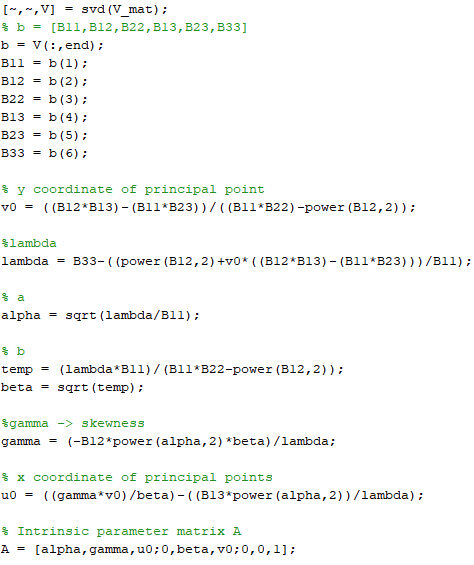 [~,~,V] = svd(V_mat);
% b = [B11,B12,B22,B13,B23,B33]
b = V(:,end);
B11 = b(1);
B12 = b(2);
B22 = b(3);
B13 = b(4);
B23 = b(5);
B33 = b(6);
% y coordinate of principal point
v0 = ((B12*B13)-(B11*B23))/((B11*B22)-power(B12,2));
%lambda
lambda = B33-((power(B12,2)+v0*((B12*B13)-(B11*B23)))/B11);
% a
alpha = sqrt(lambda/B11);
% b
temp = (lambda*B11)/(B11*B22-power(B12,2));
beta = sqrt(temp);
%gamma -> skewness
gamma = (-B12*power(alpha,2)*beta)/lambda;
% x coordinate of principal points
u0 = ((gamma*v0)/beta)-((B13*power(alpha,2))/lambda);
% Intrinsic parameter matrix A
A = [alpha,gamma,u0;0,beta,v0;0,0,1];